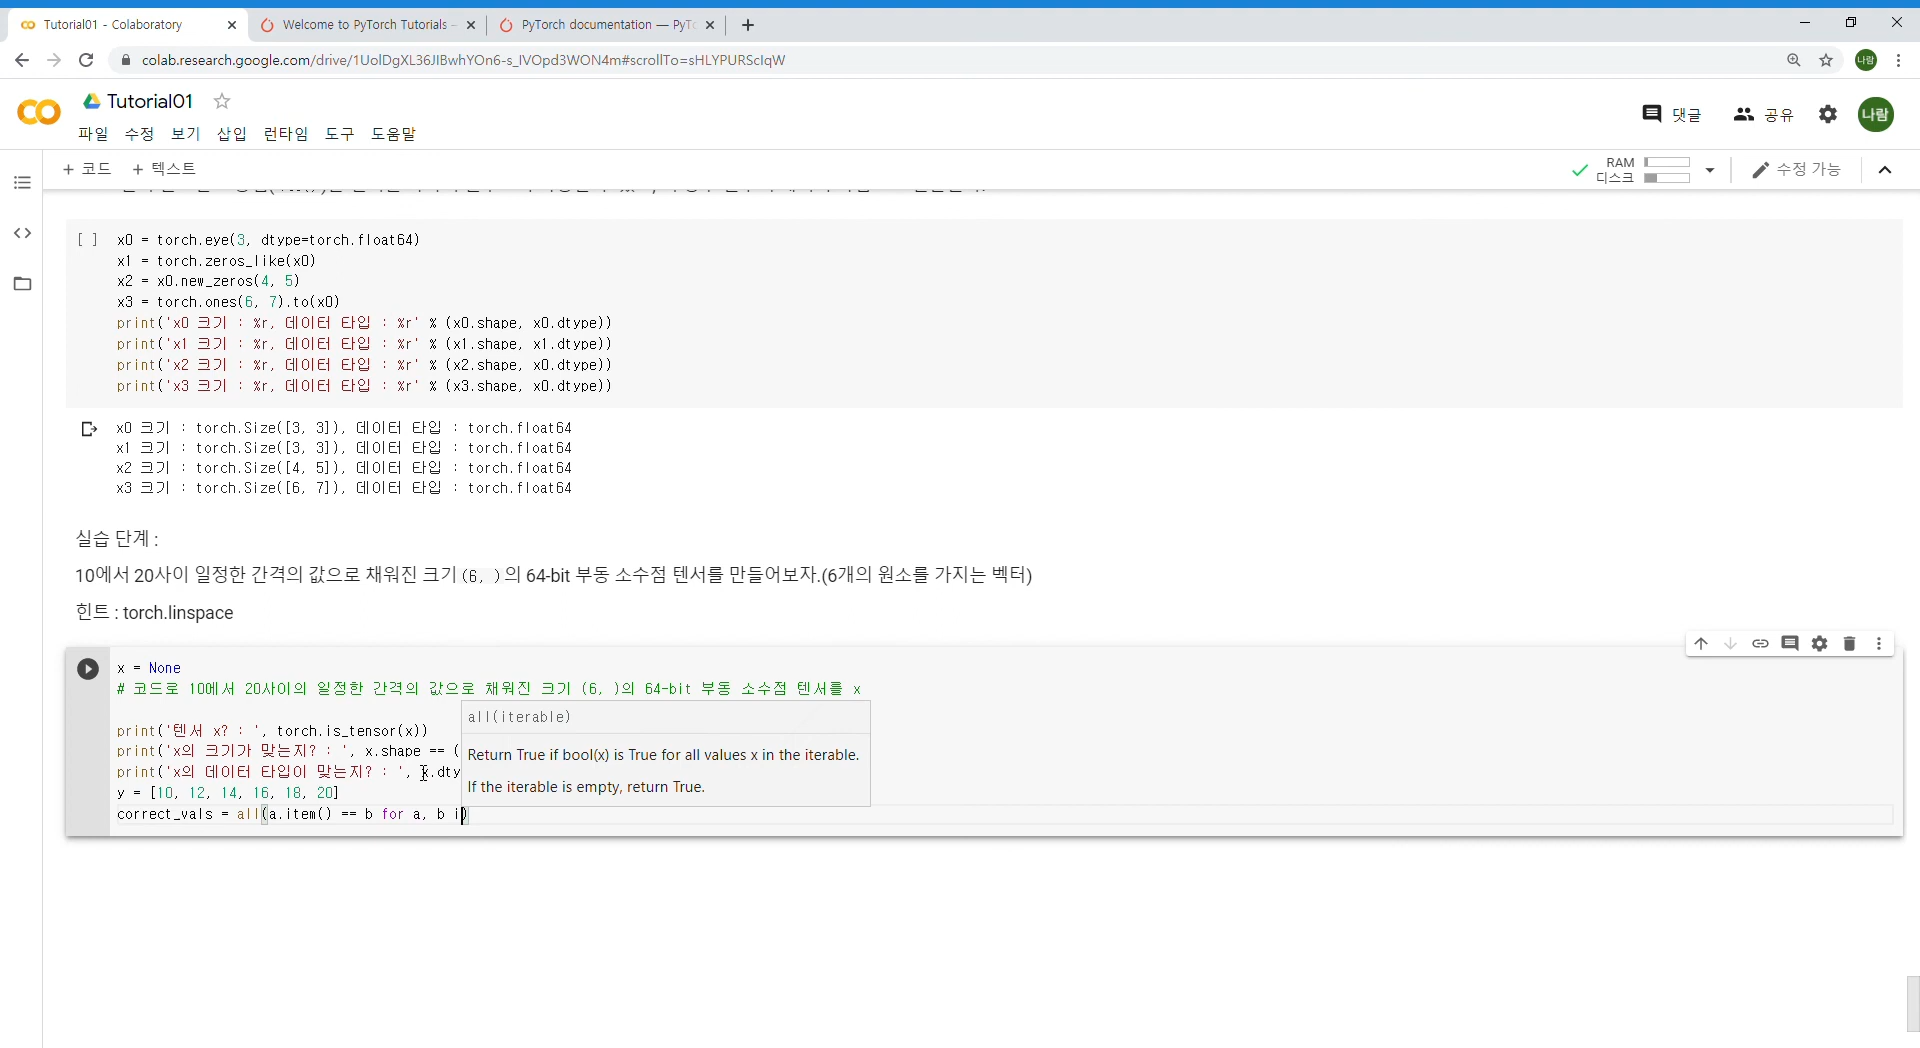 Tutorial01 - Colaboratory
Welcome to PyTorch Tutorials
PyTorch documentation — PyT
colab.research.google.com/drive/1UolDgXL36JIBwhYOn6-s_IVOpd3WON4m#scrollTo=sHLYPURSclqW
나람
Tutorial01
댓글
공유
나람
파일 수정 보기 삽입 런타임 도구 도움말
+ 코드 + 텍스트
RAM
디스크
수정 가능
[ ] x0 = torch.eye(3, dtype=torch.float64)
x1 = torch.zeros_like(x0)
x2 = x0.new_zeros(4, 5)
x3 = torch.ones(6, 7).to(x0)
print('x0 크기 : %r, 데이터 타입 : %r' % (x0.shape, x0.dtype))
print('x1 크기 : %r, 데이터 타입 : %r' % (x1.shape, x1.dtype))
print('x2 크기 : %r, 데이터 타입 : %r' % (x2.shape, x0.dtype))
print('x3 크기 : %r, 데이터 타입 : %r' % (x3.shape, x0.dtype))
x0 크기 : torch.Size([3, 3]), 데이터 타입 : torch.float64
x1 크기 : torch.Size([3, 3]), 데이터 타입 : torch.float64
x2 크기 : torch.Size([4, 5]), 데이터 타입 : torch.float64
x3 크기 : torch.Size([6, 7]), 데이터 타입 : torch.float64
실습 단계 :
10에서 20사이 일정한 간격의 값으로 채워진 크기 (6, )의 64-bit 부동 소수점 텐서를 만들어보자.(6개의 원소를 가지는 벡터)
힌트 : torch.linspace
x = None
# 코드로 10에서 20사이의 일정한 간격의 값으로 채워진 크기 (6, )의 64-bit 부동 소수점 텐서를 x
print('텐서 x? : ', torch.is_tensor(x))
print('x의 크기가 맞는지? : ', x.shape == (
print('x의 데이터 타입이 맞는지? : ', x.dty
y = [10, 12, 14, 16, 18, 20]
correct_vals = all(a.item() == b for a, b i)
all(iterable)
Return True if bool(x) is True for all values x in the iterable.
If the iterable is empty, return True.